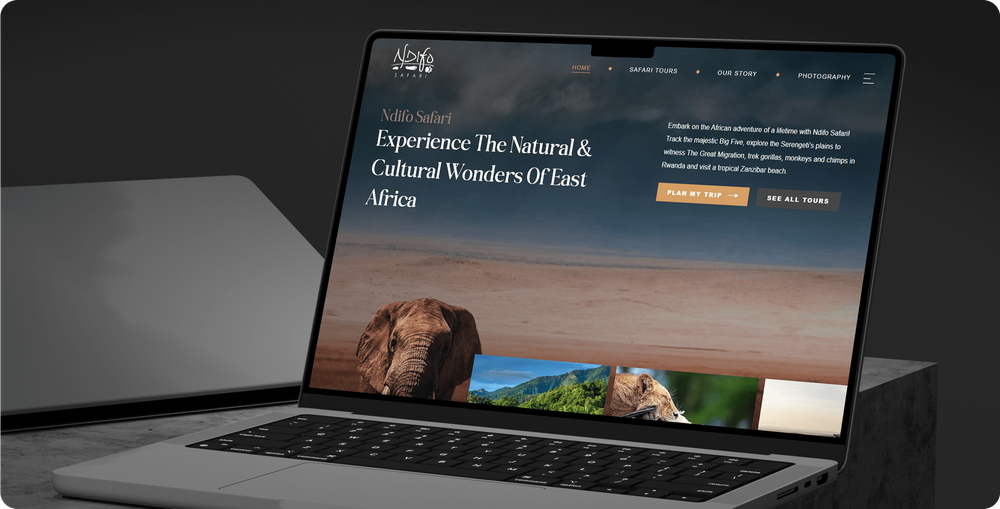 NDifo
SAFARI
HOME
SAFARI TOURS
OUR STORY
PHOTOGRAPHY
Ndifo Safari
Experience The Natural &
Cultural Wonders Of East
Africa
Embark on the African adventure of a lifetime with Ndifo Safari!
Track the majestic Big Five, explore the Serengeti's plains to
witness The Great Migration, trek gorillas, monkeys and chimps in
Rwanda and visit a tropical Zanzibar beach.
PLAN MY TRIP
SEE ALL TOURS